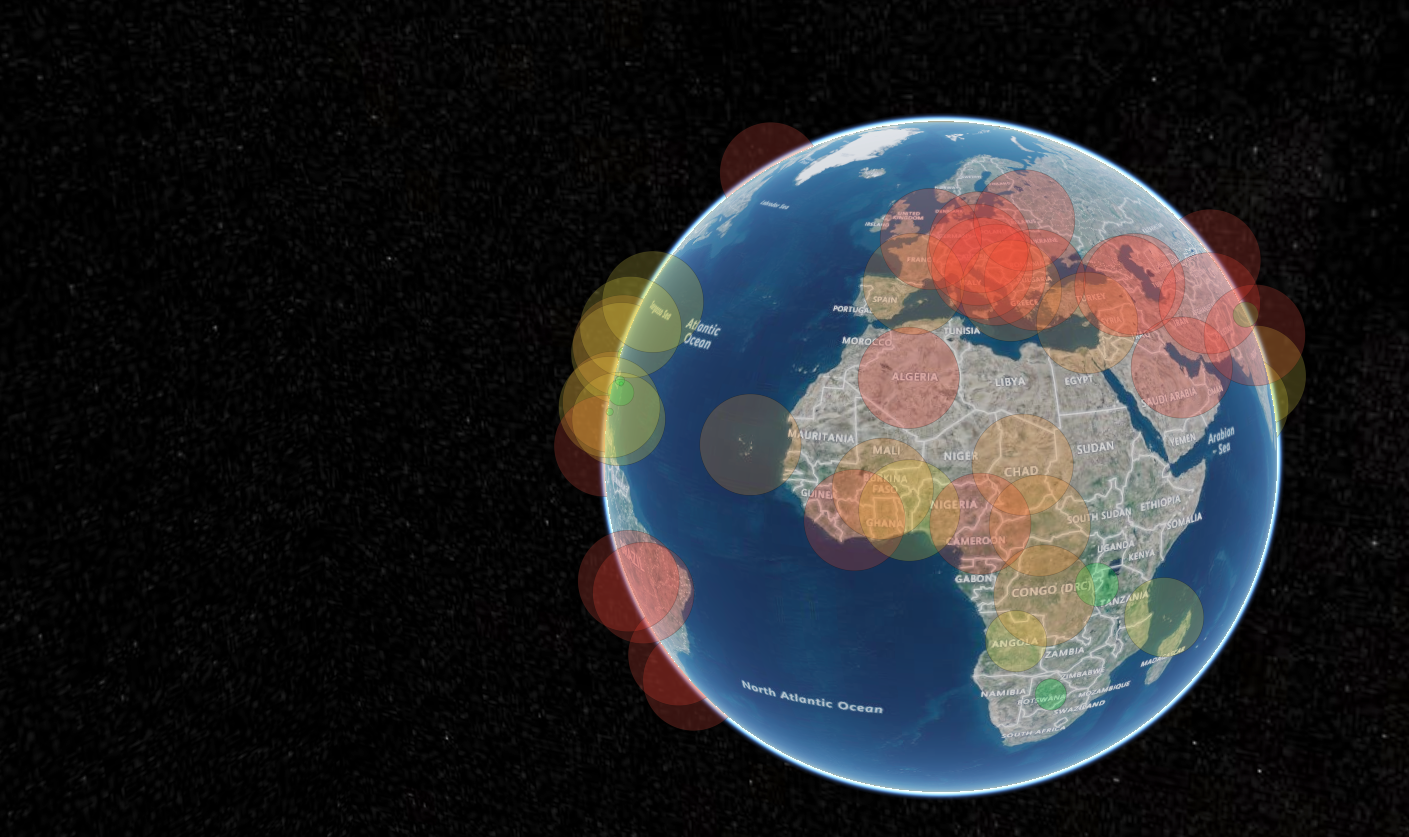 Labrador Sea
UNITED
KINGDOM
IRELAND
FRANCE
SPAIN
PORTUGAL
Atlantic
Ocean
GREECE
TURKEY
TUNISIA
MOROCCO
ALGERIA
LIBYA
EGYPT
SAUDI ARABIA
OMAN
YEMEN
Arabian
Sea
MAURITANIA
MALI
NIGER
CHAD
SUDAN
BURKINA
FASO
GUINEA
GHANA
NIGERIA
CAMEROON
SOUTH SUDAN
ETHIOPIA
SOMALIA
UGANDA
KENYA
GABON
CONGO (DRC)
TANZANIA
ANGOLA
ZAMBIA
MADAGASCAR
ZIMBABWE
NAMIBIA
BOTSWANA
MOZAMBIQUE
SWAZILAND
SOUTH AFRICA
North Atlantic Ocean